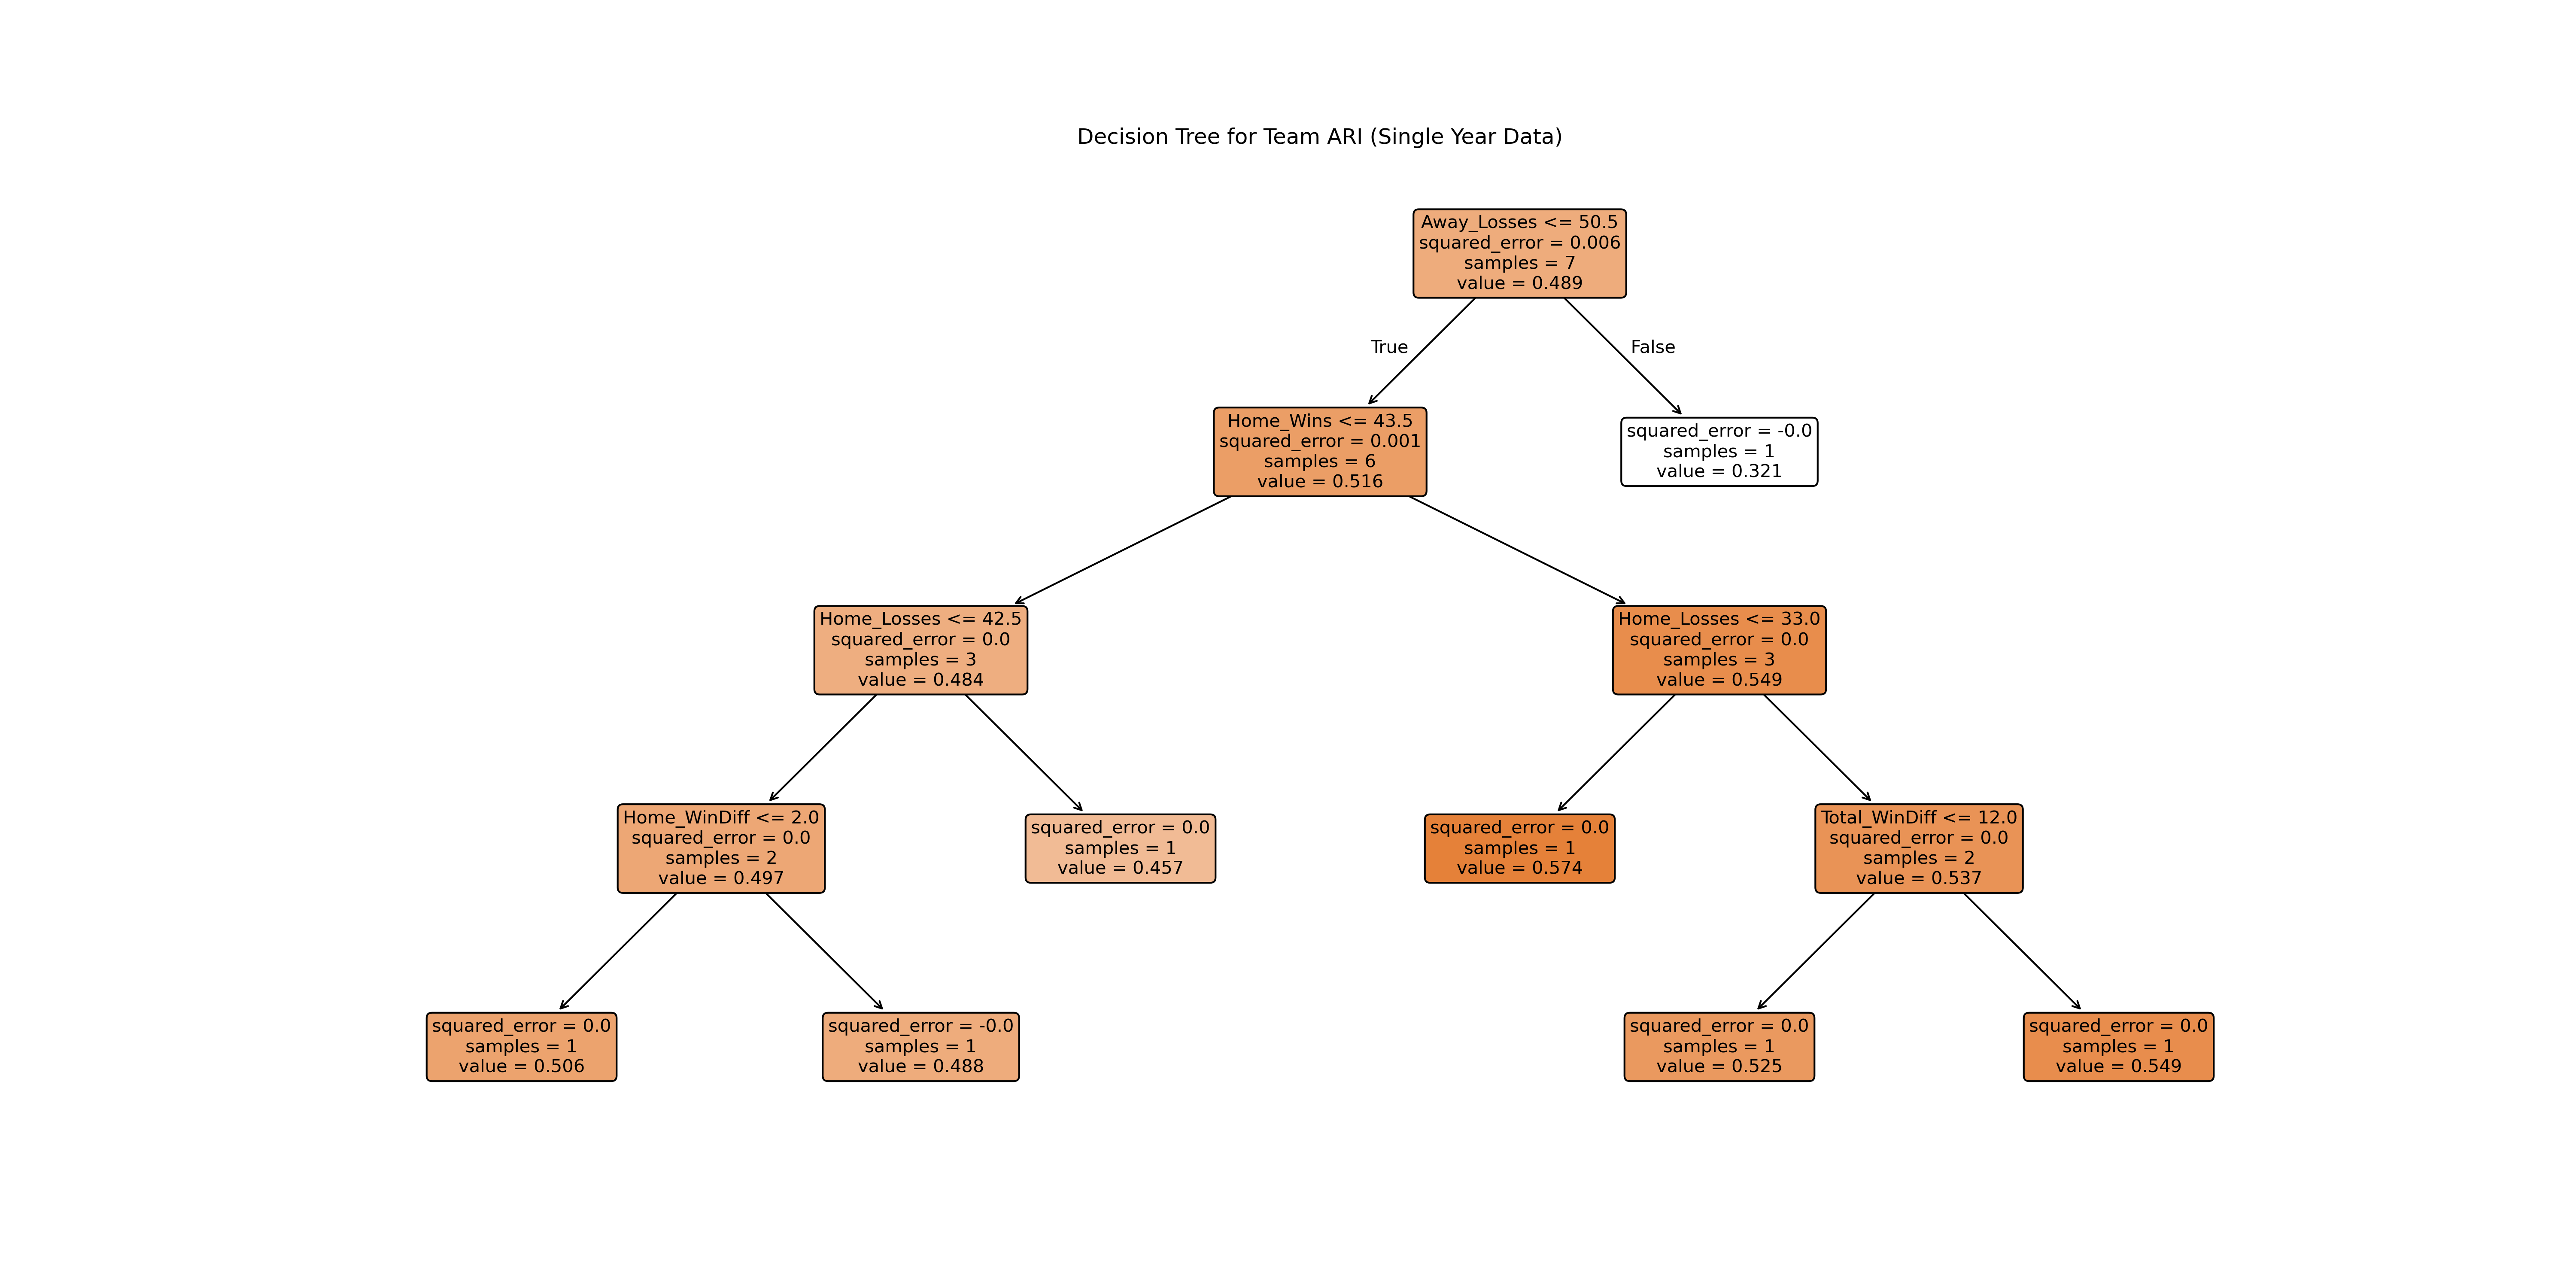 Decision Tree for Team ARI (Single Year Data)
Away_Losses <= 50.5
squared_error = 0.006
samples = 7
value = 0.489
True
False
Home_Wins <= 43.5
squared_error = 0.001
samples = 6
value = 0.516
squared_error = -0.0
samples = 1
value = 0.321
Home_Losses <= 42.5
squared_error = 0.0
samples = 3
value = 0.484
Home_Losses <= 33.0
squared_error = 0.0
samples = 3
value = 0.549
Home_WinDiff <= 2.0
squared_error = 0.0
samples = 2
value = 0.497
squared_error = 0.0
samples = 1
value = 0.457
squared_error = 0.0
samples = 1
value = 0.574
Total_WinDiff <= 12.0
squared_error = 0.0
samples = 2
value = 0.537
squared_error = 0.0
samples = 1
value = 0.506
squared_error = -0.0
samples = 1
value = 0.488
squared_error = 0.0
samples = 1
value = 0.525
squared_error = 0.0
samples = 1
value = 0.549